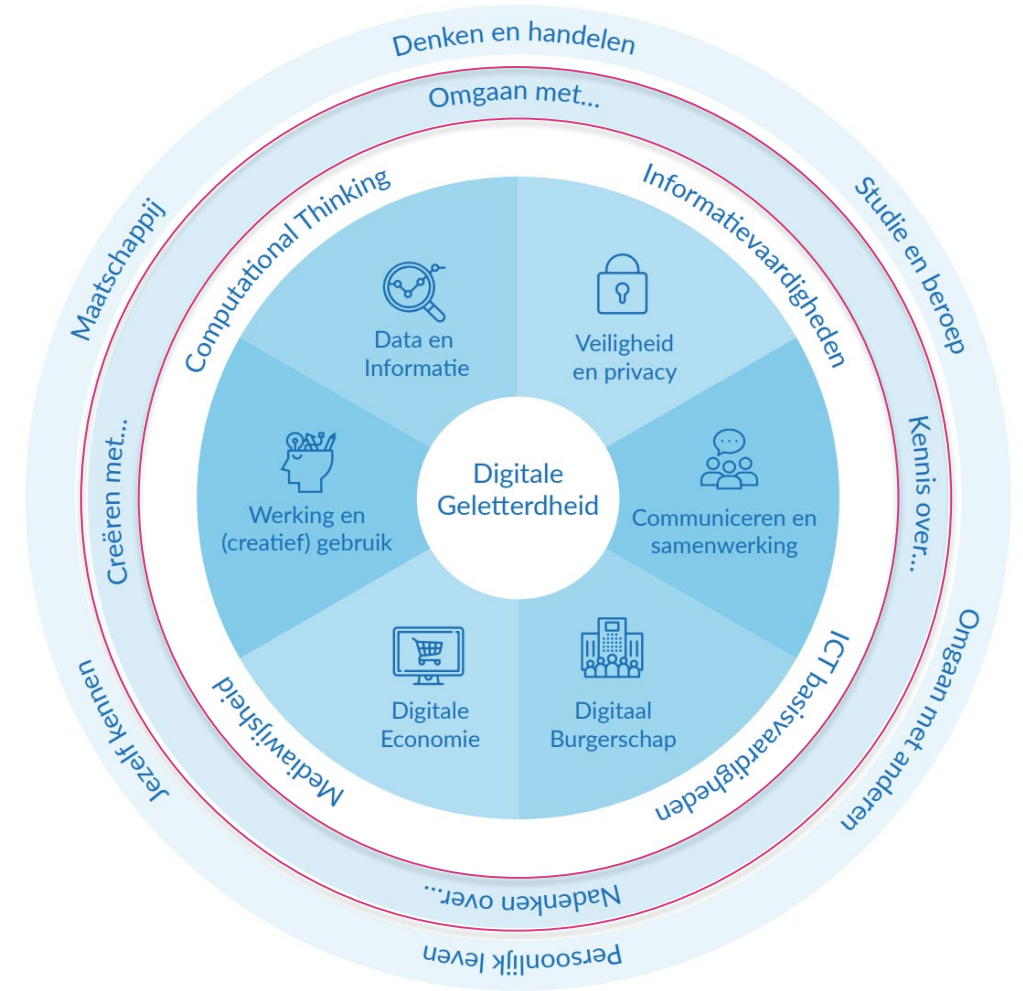 Denken en handelen
Studie en beroep
Omgaan met anderen
Persoonlijk leven
Jezelf kennen
Maatschappij
Omgaan met...
Kennis over...
Nadenken over...
Creëren met...
Computational Thinking
Informatievaardigheden
ICT basisvaardigheden
Mediawijsheid
Data en
Informatie
Veiligheid
en privacy
Communiceren en
samenwerking
Digitaal
Burgerschap
Digitale
Economie
Werking en
(creatief) gebruik
Digitale
Geletterdheid